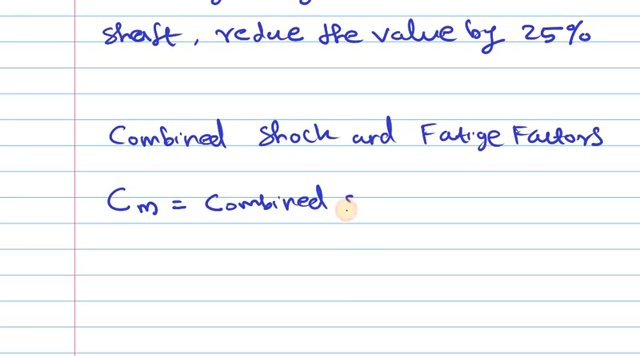 shaft, redue the value by 25%
Combined Shock and Fatige Factors
Cm = Combined s